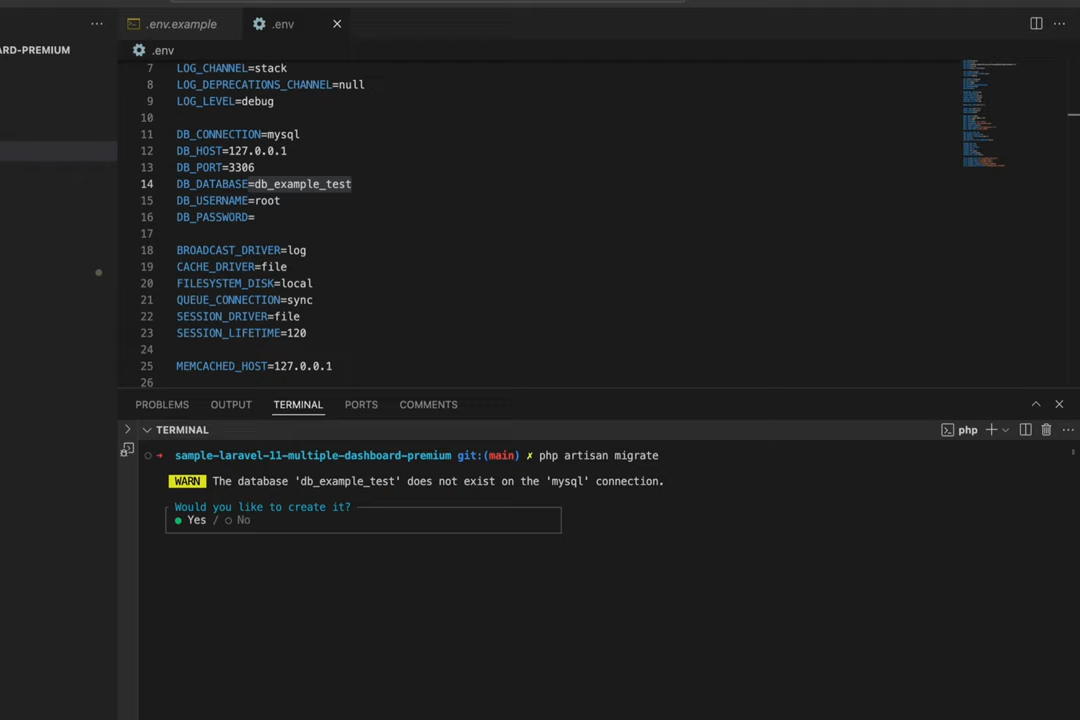 .env.example
.env
ARD-PREMIUM
.env
7 LOG_CHANNEL=stack
8 LOG_DEPRECATIONS_CHANNEL=null
9 LOG_LEVEL=debug
10
11 DB_CONNECTION=mysql
12 DB_HOST=127.0.0.1
13 DB_PORT=3306
14 DB_DATABASE=db_example_test
15 DB_USERNAME=root
16 DB_PASSWORD=
17
18 BROADCAST_DRIVER=log
19 CACHE_DRIVER=file
20 FILESYSTEM_DISK=local
21 QUEUE_CONNECTION=sync
22 SESSION_DRIVER=file
23 SESSION_LIFETIME=120
24
25 MEMCACHED_HOST=127.0.0.1
26
PROBLEMS OUTPUT TERMINAL PORTS COMMENTS
TERMINAL
php
sample-laravel-11-multiple-dashboard-premium git:(main) ✗ php artisan migrate
WARN The database 'db_example_test' does not exist on the 'mysql' connection.
Would you like to create it?
Yes / No